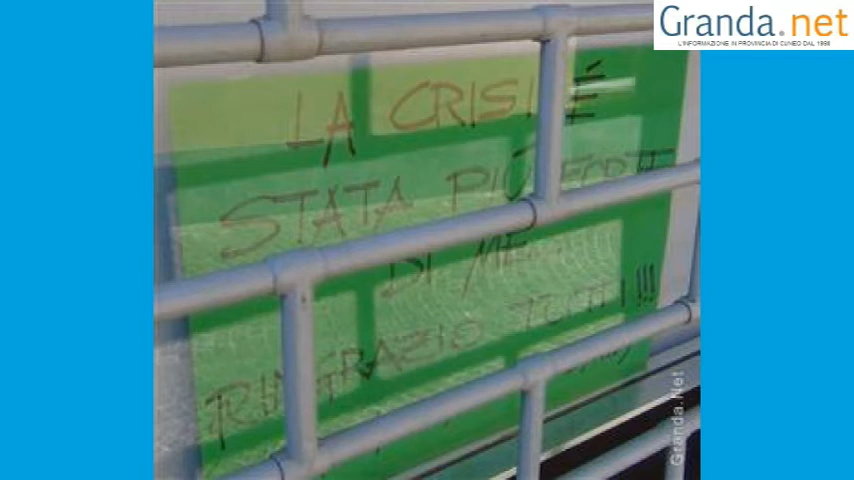 Granda.net
L'INFORMAZIONE IN PROVINCIA DI CUNEO DAL 1998
LA CRISI È
STATA PIÙ FORTE
DI ME
RINGRAZIO TUTTI!!!
Granda.Net